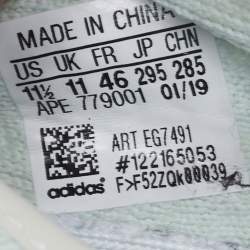 MADE IN CHINA
US UK FR JP CHN
11½ 11 46 295 285
APE 779001 01/19
ART EG7491
#122165053
adidas F>F52ZQk00039